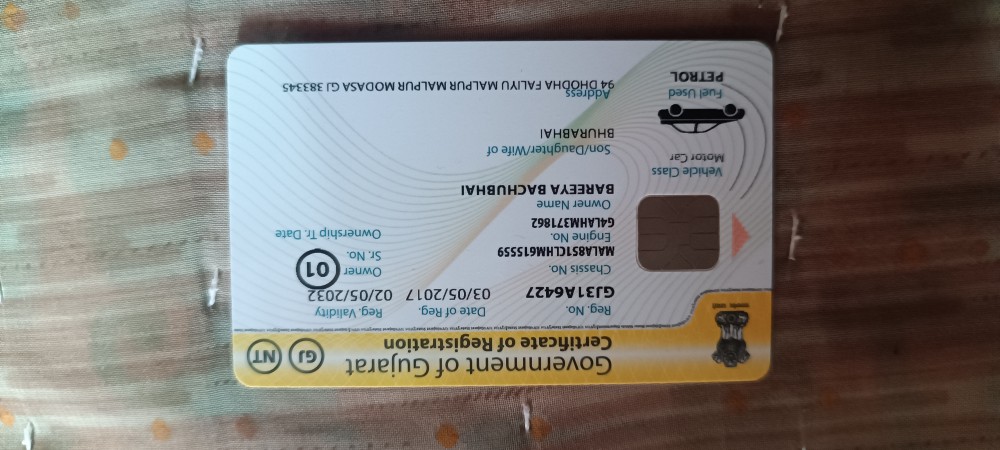 Government of Gujarat
Certificate of Registration
GJ NT
Reg. No. Date of Reg. Reg. Validity
GJ31A6427 03/05/2017 02/05/2032
Chassis No. Owner Sr. No. 01
MALA851CLHM615559
Engine No. Ownership Tr. Date
G4LAHM371862
Owner Name
BAREEYA BACHUBHAI
Son/Daughter/Wife of
BHURABHAI
Address
94 DHODHA FALIYU MALPUR MALPUR MODASA GJ 383345
Vehicle Class
Motor Car
Fuel Used
PETROL